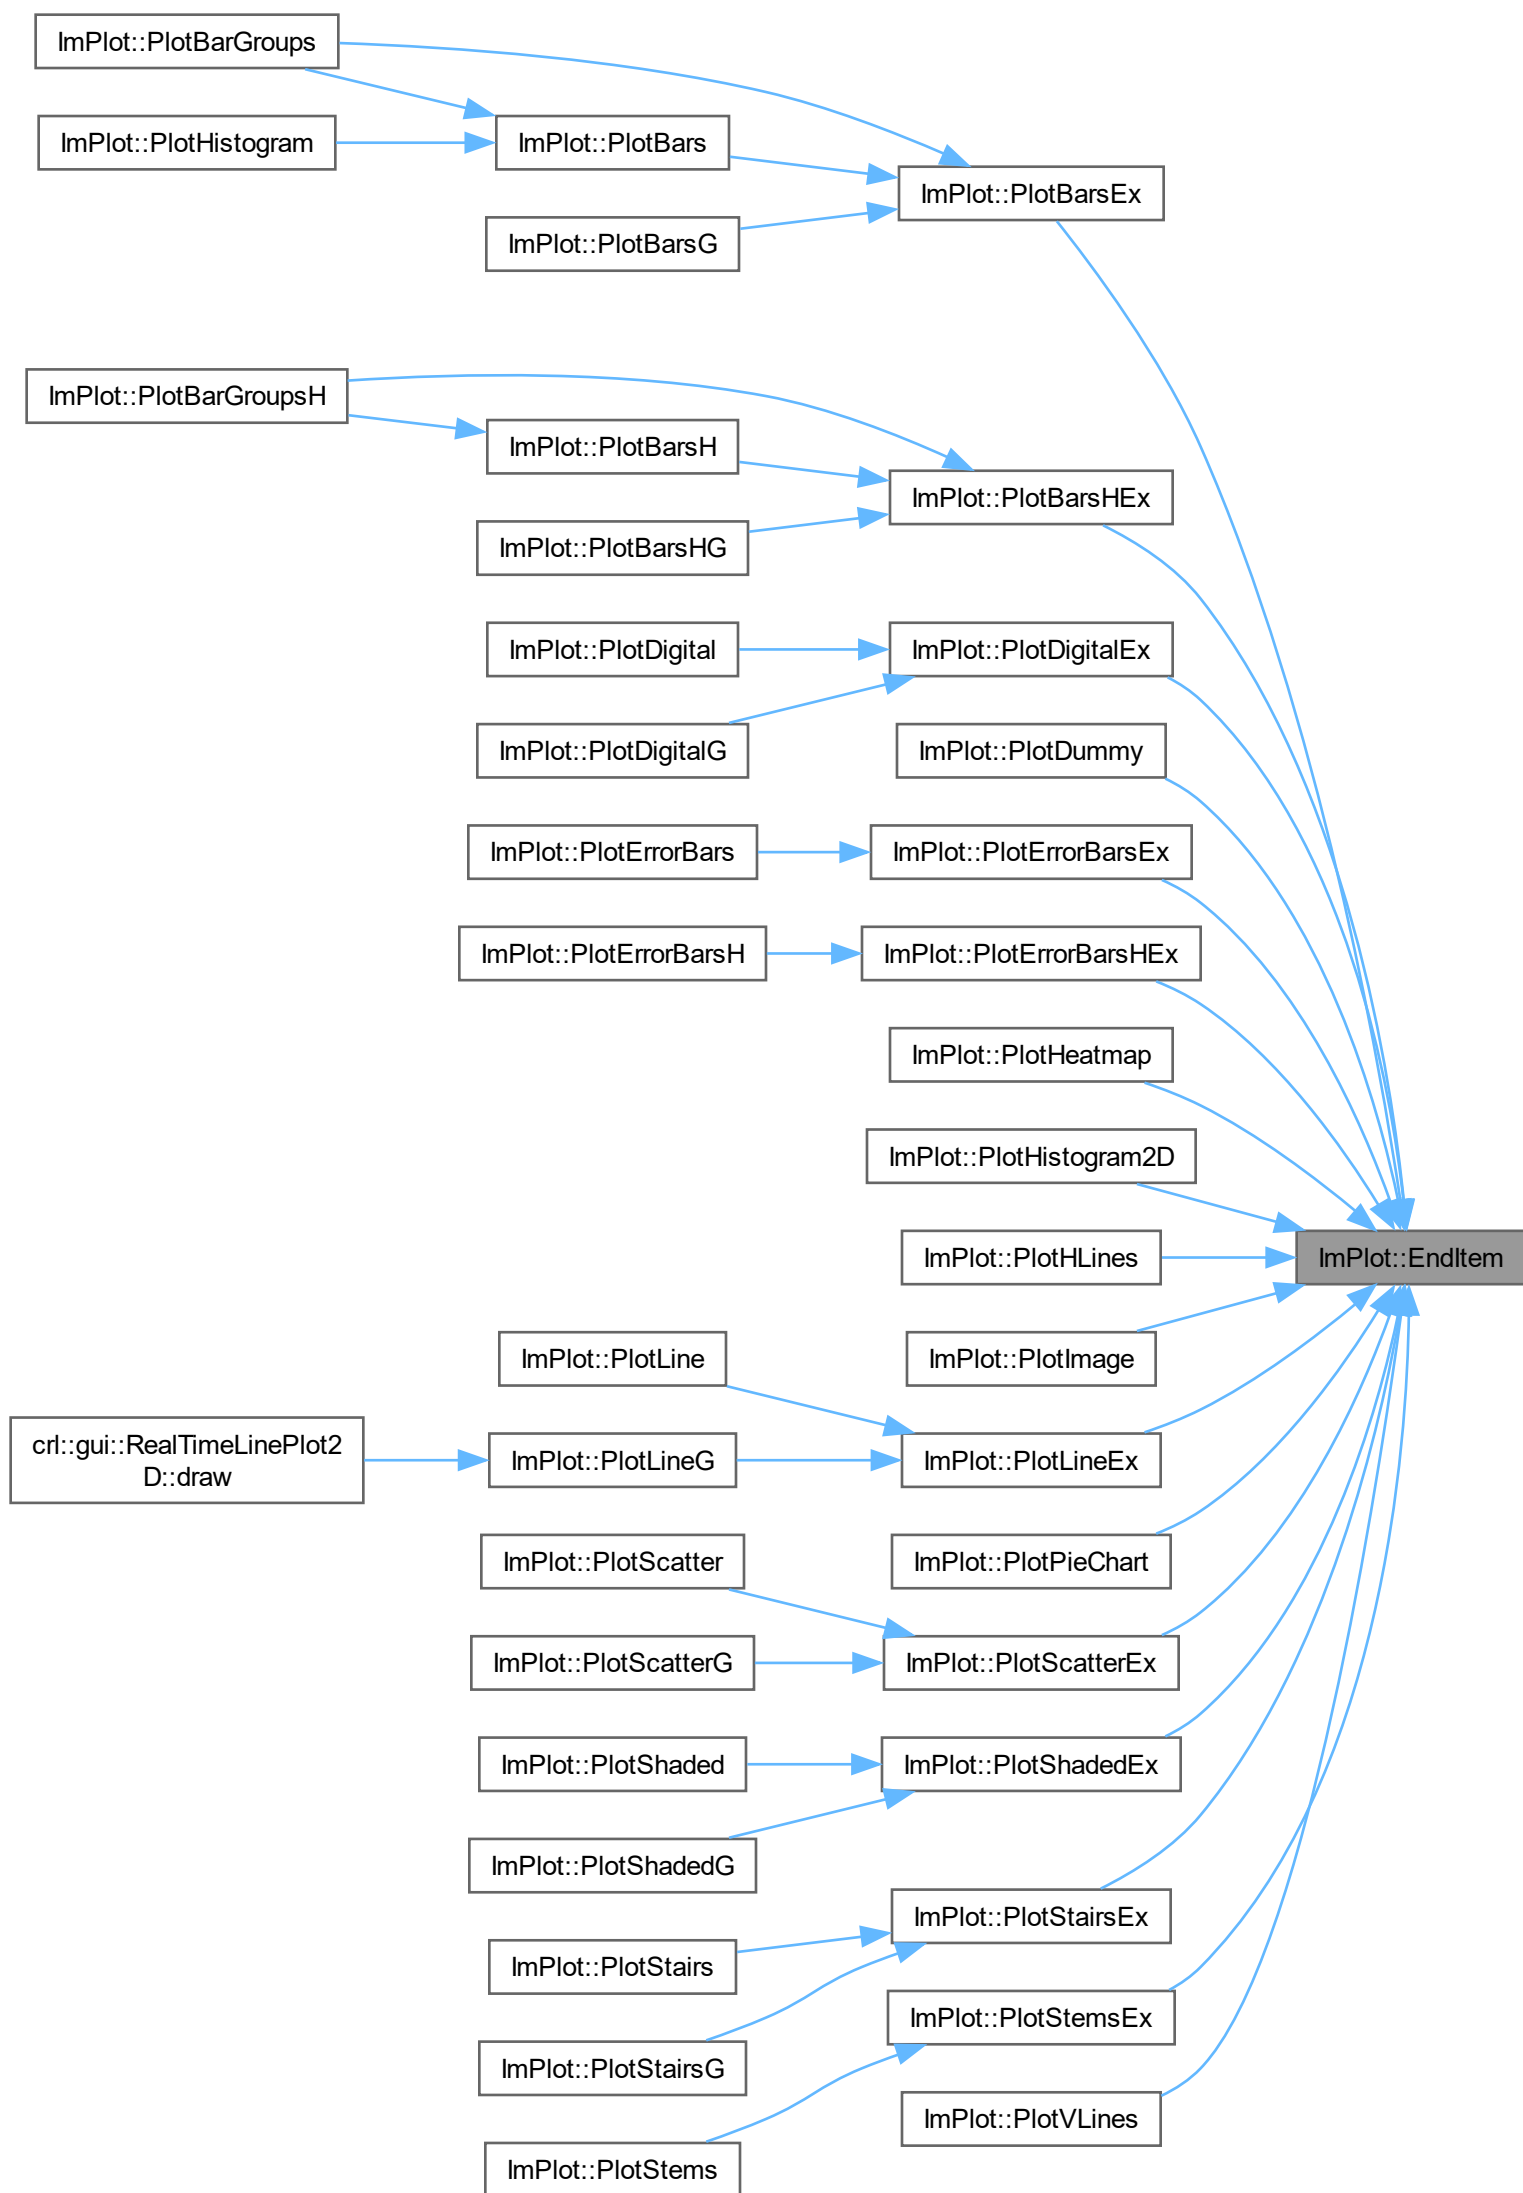 ImPlot::PlotBarGroups
ImPlot::PlotHistogram
ImPlot::PlotBars
ImPlot::PlotBarsEx
ImPlot::PlotBarsG
ImPlot::PlotBarGroupsH
ImPlot::PlotBarsH
ImPlot::PlotBarsHEx
ImPlot::PlotBarsHG
ImPlot::PlotDigital
ImPlot::PlotDigitalEx
ImPlot::PlotDigitalG
ImPlot::PlotDummy
ImPlot::PlotErrorBars
ImPlot::PlotErrorBarsEx
ImPlot::PlotErrorBarsH
ImPlot::PlotErrorBarsHEx
ImPlot::PlotHeatmap
ImPlot::PlotHistogram2D
ImPlot::PlotHLines
ImPlot::EndItem
ImPlot::PlotImage
ImPlot::PlotLine
crl::gui::RealTimeLinePlot2
D::draw
ImPlot::PlotLineG
ImPlot::PlotLineEx
ImPlot::PlotPieChart
ImPlot::PlotScatter
ImPlot::PlotScatterG
ImPlot::PlotScatterEx
ImPlot::PlotShaded
ImPlot::PlotShadedEx
ImPlot::PlotShadedG
ImPlot::PlotStairsEx
ImPlot::PlotStairs
ImPlot::PlotStemsEx
ImPlot::PlotStairsG
ImPlot::PlotVLines
ImPlot::PlotStems